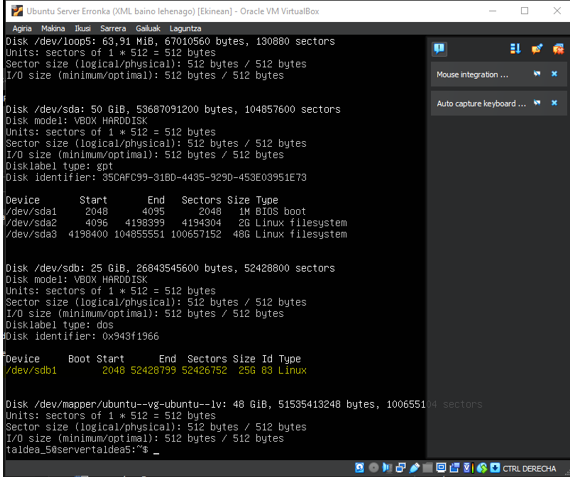 Ubuntu Server Erronka (XML baino lehenago) [Ekinean] - Oracle VM VirtualBox
Agiria Makina Ikusi Sarrera Gailuak Laguntza
Disk /dev/loop5: 63,91 MiB, 67010560 bytes, 130880 sectors
Units: sectors of 1 * 512 = 512 bytes
Sector size (logical/physical): 512 bytes / 512 bytes
I/O size (minimum/optimal): 512 bytes / 512 bytes
Mouse integration ...
Auto capture keyboard ...
Disk /dev/sda: 50 GiB, 53687091200 bytes, 104857600 sectors
Disk model: VBOX HARDDISK
Units: sectors of 1 * 512 = 512 bytes
Sector size (logical/physical): 512 bytes / 512 bytes
I/O size (minimum/optimal): 512 bytes / 512 bytes
Disklabel type: gpt
Disk identifier: 35CAFC99-31BD-4435-929D-453E03951E73
Device Start End Sectors Size Type
/dev/sda1 2048 4095 2048 1M BIOS boot
/dev/sda2 4096 4198399 4194304 2G Linux filesystem
/dev/sda3 4198400 104855551 100657152 48G Linux filesystem
Disk /dev/sdb: 25 GiB, 26843545600 bytes, 52428800 sectors
Disk model: VBOX HARDDISK
Units: sectors of 1 * 512 = 512 bytes
Sector size (logical/physical): 512 bytes / 512 bytes
I/O size (minimum/optimal): 512 bytes / 512 bytes
Disklabel type: dos
Disk identifier: 0x943f1966
Device Boot Start End Sectors Size Id Type
/dev/sdb1 2048 52428799 52426752 25G 83 Linux
Disk /dev/mapper/ubuntu--vg-ubuntu--lv: 48 GiB, 51535413248 bytes, 100655104 sectors
Units: sectors of 1 * 512 = 512 bytes
Sector size (logical/physical): 512 bytes / 512 bytes
I/O size (minimum/optimal): 512 bytes / 512 bytes
taldea_5@servertaldea5:~$ _
CTRL DERECHA